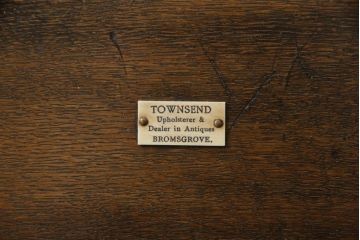 TOWNSEND
Upholsterer &
Dealer in Antiques
BROMSGROVE,